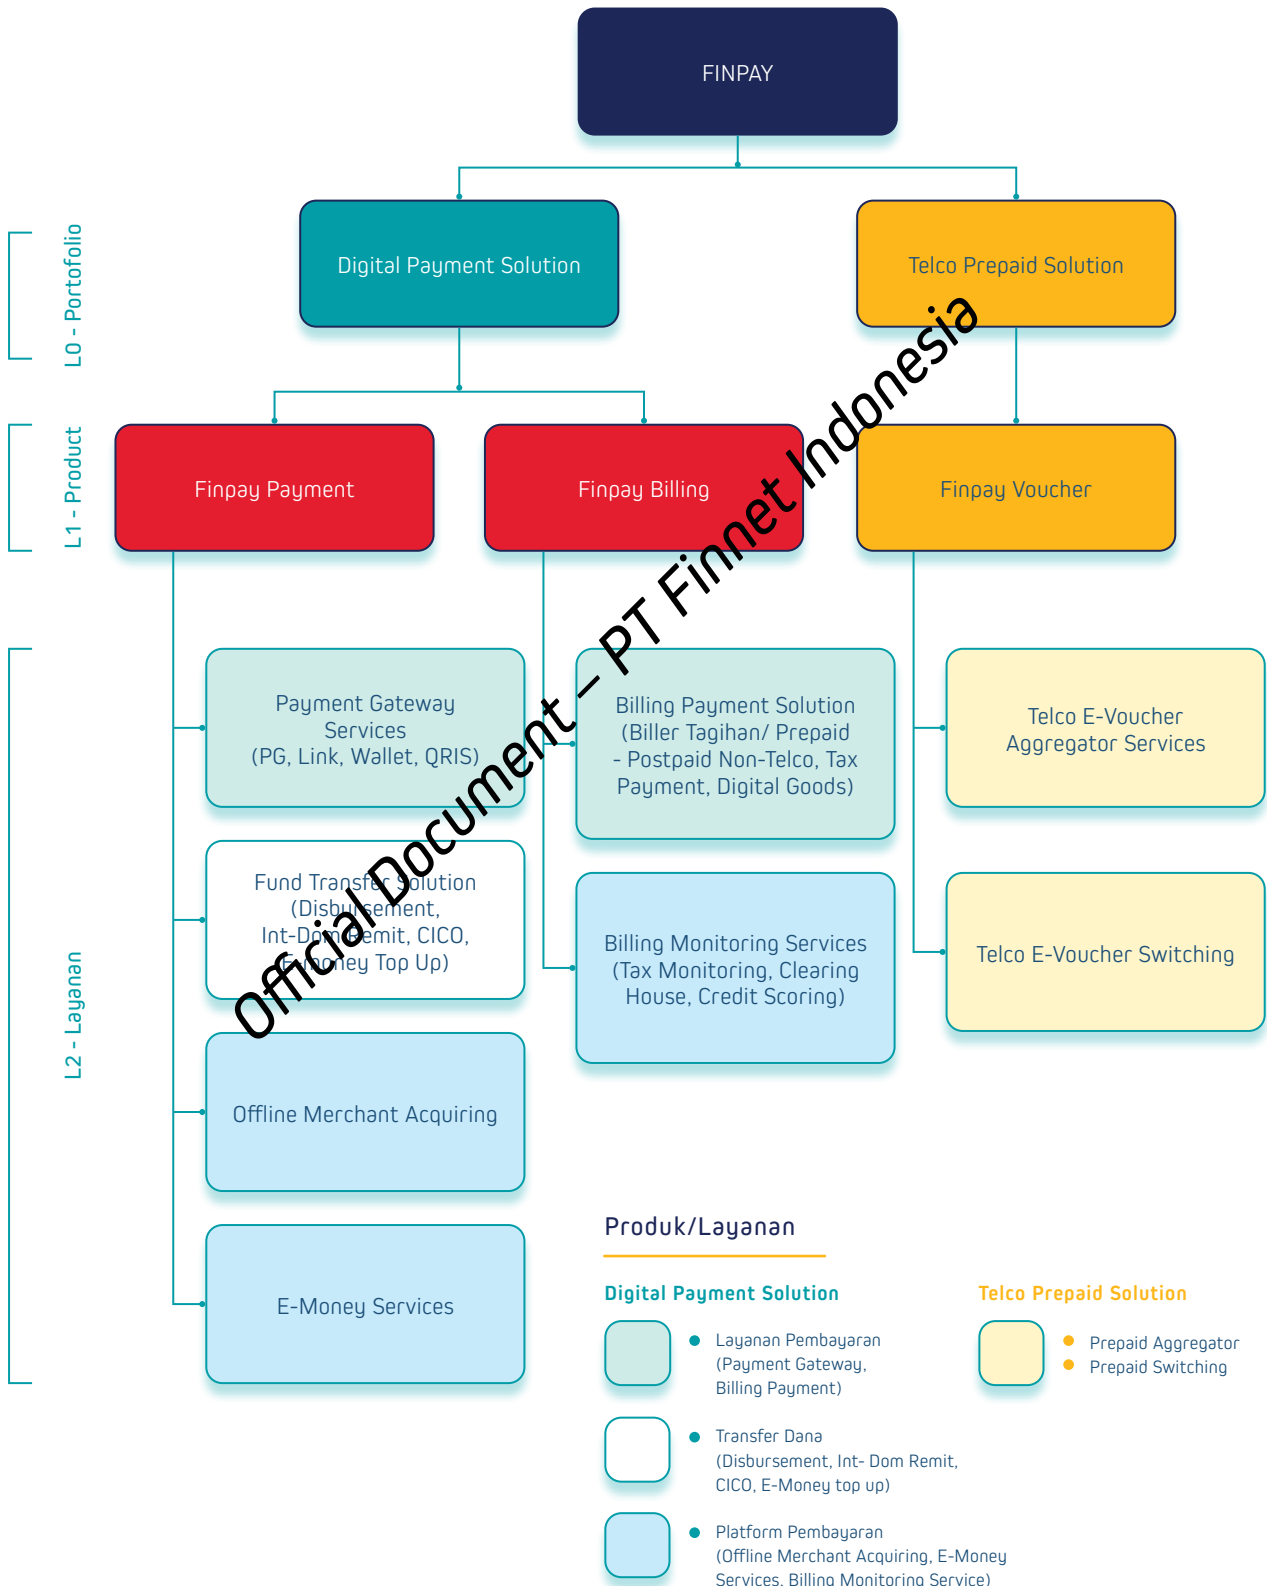 FINPAY
Digital Payment Solution
Telco Prepaid Solution
L0 - Portofolio
Finpay Payment
Finpay Billing
Finpay Voucher
L1 - Product
Payment Gateway
Services
(PG, Link, Wallet, QRIS)
Billing Payment Solution
(Biller Tagihan/ Prepaid
- Postpaid Non-Telco, Tax
Payment, Digital Goods)
Telco E-Voucher
Aggregator Services
Fund Transfer Solution
(Disbursement,
Int-Dom Remit, CICO,
E-money Top Up)
Billing Monitoring Services
(Tax Monitoring, Clearing
House, Credit Scoring)
Telco E-Voucher Switching
L2 - Layanan
Offline Merchant Acquiring
E-Money Services
Official Document – PT Finnet Indonesia
Produk/Layanan
Digital Payment Solution
Layanan Pembayaran
(Payment Gateway,
Billing Payment)
Transfer Dana
(Disbursement, Int- Dom Remit,
CICO, E-Money top up)
Platform Pembayaran
(Offline Merchant Acquiring, E-Money
Services, Billing Monitoring Service)
Telco Prepaid Solution
Prepaid Aggregator
Prepaid Switching